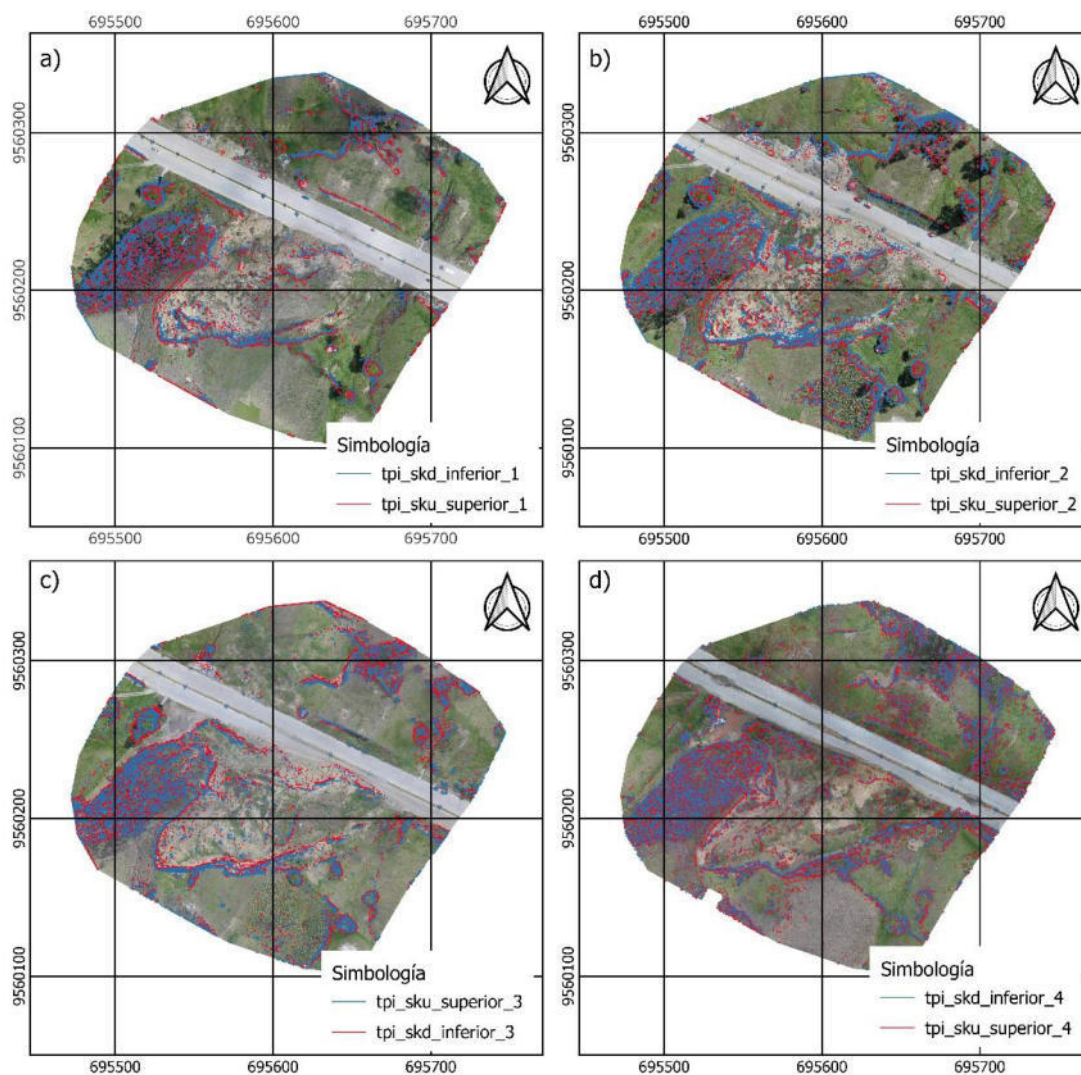 695500 695600 695700
a)
9560300
9560200
9560100
Simbología
tpi_skd_inferior_1
tpi_sku_superior_1
695500 695600 695700
695500 695600 695700
b)
9560300
9560200
9560100
Simbología
tpi_skd_inferior_2
tpi_sku_superior_2
695500 695600 695700
c)
9560300
9560200
9560100
Simbología
tpi_sku_superior_3
tpi_skd_inferior_3
695500 695600 695700
d)
9560300
9560200
9560100
Simbología
tpi_skd_inferior_4
tpi_sku_superior_4
695500 695600 695700